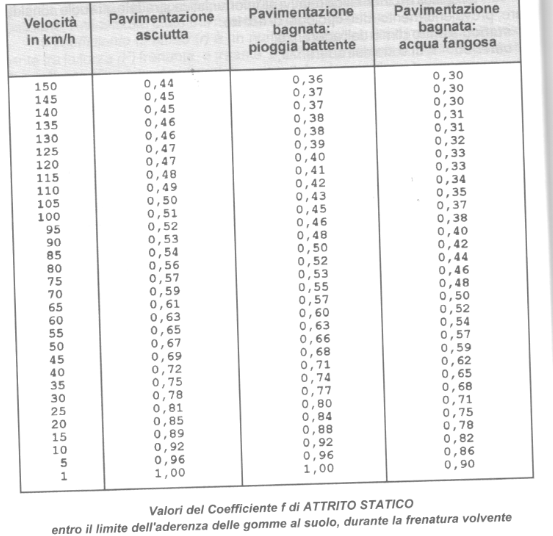 Velocità Pavimentazione Pavimentazione Pavimentazione
in km/h asciutta bagnata: bagnata:
pioggia battente acqua fangosa
150 0,44 0,36 0,30
145 0,45 0,37 0,30
140 0,45 0,37 0,30
135 0,46 0,38 0,31
130 0,46 0,38 0,31
125 0,47 0,39 0,32
120 0,47 0,40 0,33
115 0,48 0,41 0,33
110 0,49 0,42 0,34
105 0,50 0,43 0,35
100 0,51 0,45 0,37
95 0,52 0,46 0,38
90 0,53 0,48 0,40
85 0,54 0,50 0,42
80 0,56 0,52 0,44
75 0,57 0,53 0,46
70 0,59 0,55 0,48
65 0,61 0,57 0,50
60 0,63 0,60 0,52
55 0,65 0,63 0,54
50 0,67 0,66 0,57
45 0,69 0,68 0,59
40 0,72 0,71 0,62
35 0,75 0,74 0,65
30 0,78 0,77 0,68
25 0,81 0,80 0,71
20 0,85 0,84 0,75
15 0,89 0,88 0,78
10 0,92 0,92 0,82
5 0,96 0,96 0,86
1 1,00 1,00 0,90
Valori del Coefficiente f di ATTRITO STATICO
entro il limite dell'aderenza delle gomme al suolo, durante la frenatura volvente